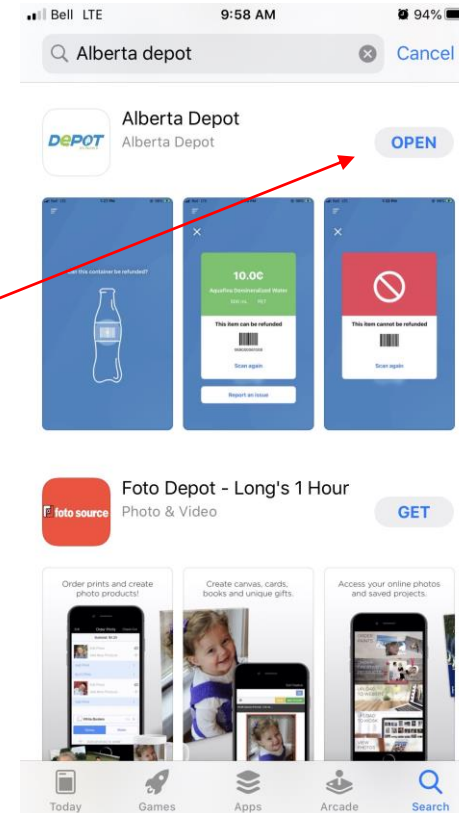 Bell LTE 9:58 AM 94%
Alberta depot Cancel
Alberta Depot
Alberta Depot
DEPOT
OPEN
Can this container be refunded?
10.0¢
Aquafina Demineralized Water
500 mL PET
This item can be refunded
Scan again
Report an issue
This item cannot be refunded
Scan again
Foto Depot - Long's 1 Hour
Photo & Video
foto source
GET
Order prints and create
photo products!
Create canvas, cards,
books and unique gifts.
Access your online photos
and saved projects.
Today Games Apps Arcade Search